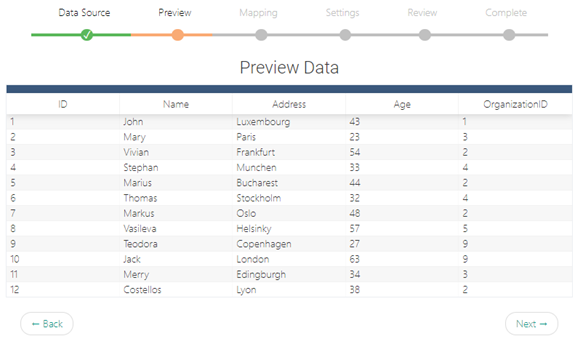 Data Source Preview Mapping Settings Review Complete
Preview Data
ID Name Address Age OrganizationID
1 John Luxembourg 43 1
2 Mary Paris 23 3
3 Vivian Frankfurt 54 2
4 Stephan Munchen 33 4
5 Marius Bucharest 44 2
6 Thomas Stockholm 32 4
7 Markus Oslo 48 2
8 Vasileva Helsinky 57 5
9 Teodora Copenhagen 27 9
10 Jack London 63 9
11 Merry Edingburgh 34 3
12 Costellos Lyon 38 2
← Back Next →